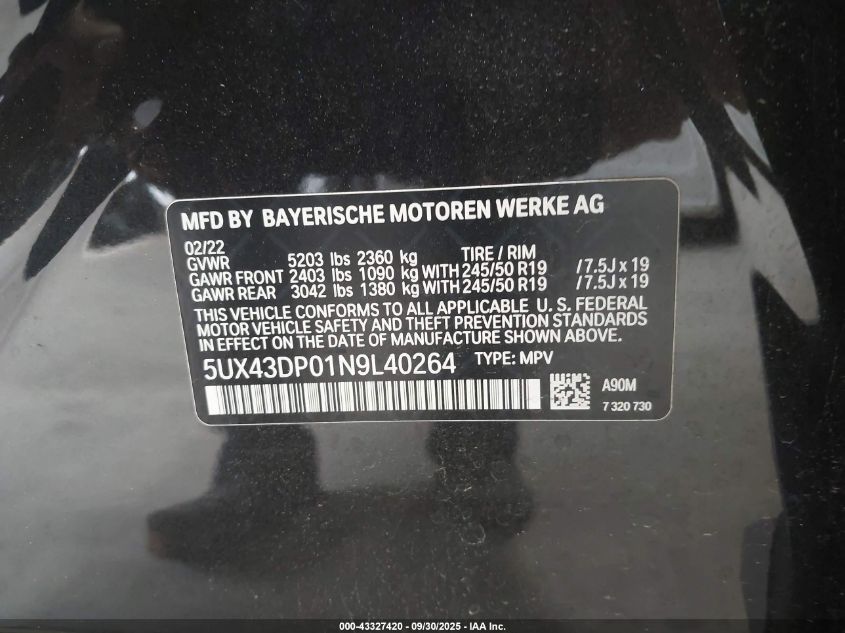 MFD BY BAYERISCHE MOTOREN WERKE AG
02/22
GVWR 5203 lbs 2360 kg TIRE / RIM
GAWR FRONT 2403 lbs 1090 kg WITH 245/50 R19 /7.5J x 19
GAWR REAR 3042 lbs 1380 kg WITH 245/50 R19 /7.5J x 19
THIS VEHICLE CONFORMS TO ALL APPLICABLE U. S. FEDERAL
MOTOR VEHICLE SAFETY AND THEFT PREVENTION STANDARDS
IN EFFECT ON THE DATE OF MANUFACTURE SHOWN ABOVE.
5UX43DP01N9L40264 TYPE: MPV
A90M
7 320 730
000-43327420 - 09/30/2025 - IAA Inc.